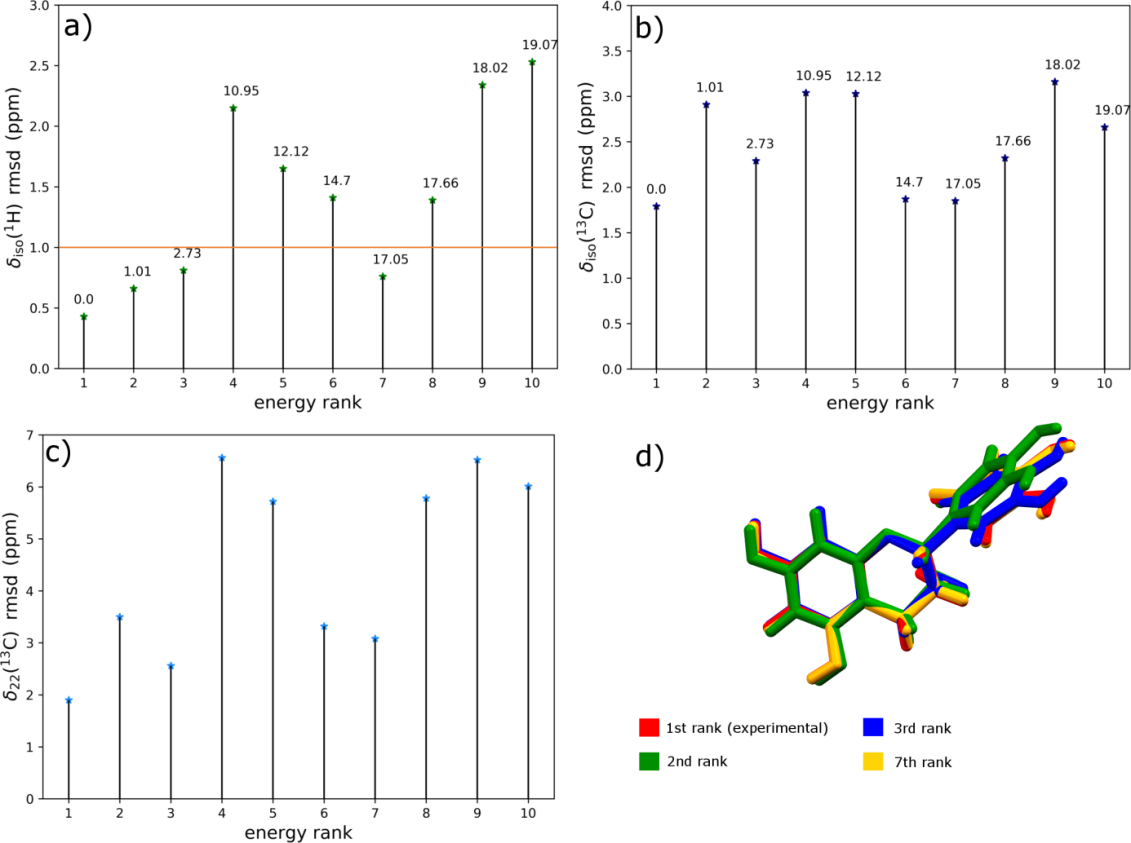 a)
3.0
2.5
2.0
1.5
1.0
0.5
0.0
δiso(¹H) rmsd (ppm)
0.0
1.01
2.73
10.95
12.12
14.7
17.05
17.66
18.02
19.07
1 2 3 4 5 6 7 8 9 10
energy rank
b)
4.0
3.5
3.0
2.5
2.0
1.5
1.0
0.5
0.0
δiso(¹³C) rmsd (ppm)
0.0
1.01
2.73
10.95
12.12
14.7
17.05
17.66
18.02
19.07
1 2 3 4 5 6 7 8 9 10
energy rank
c)
7
6
5
4
3
2
1
0
δ₂₂(¹³C) rmsd (ppm)
1 2 3 4 5 6 7 8 9 10
energy rank
d)
1st rank (experimental)
3rd rank
2nd rank
7th rank